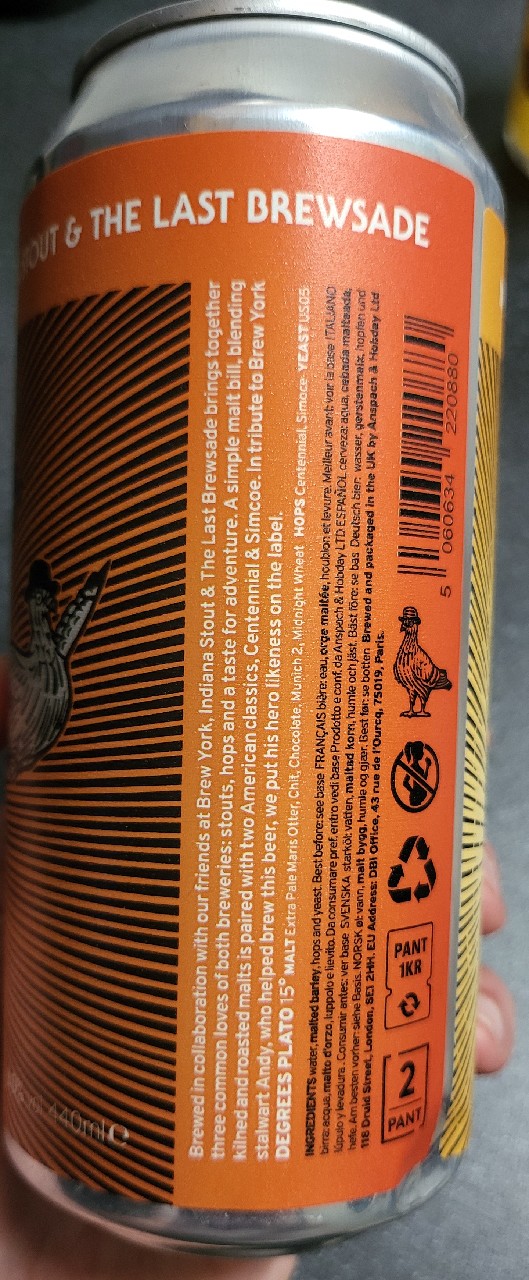 OUT & THE LAST BREWSADE
Brewed in collaboration with our friends at Brew York, Indiana Stout & The Last Brewsade brings together
three common loves of both breweries: stouts, hops and a taste for adventure. A simple malt bill, blending
kilned and roasted malts is paired with two American classics, Centennial & Simcoe. In tribute to Brew York
stalwart Andy, who helped brew this beer, we put his hero likeness on the label.
DEGREES PLATO 15° MALT Extra Pale Maris Otter, Chit, Chocolate, Munich 2, Midnight Wheat HOPS Centennial, Simcoe YEAST US05
INGREDIENTS water, malted barley, hops and yeast. Best before: see base FRANÇAIS bière: eau, orge maltée, houblon et levure. Meilleur avant: voir la base ITALIANO
birra: acqua, malto d'orzo, luppolo e lievito. Da consumare pref. entro vedi base Prodotto e conf. da Anspach & Hobday LTD ESPAÑOL cerveza: agua, cebada malteada,
lúpulo y levadura. Consumir antes: ver base SVENSKA starköl: vatten, maltad korn, humle och jäst. Bäst före: se bas Deutsch bier: wasser, gerstenmalz, hopfen und
hefe. Am besten vorher: siehe Basis. NORSK øl: vann, malt bygg, humle og gjær. Best før: se botten Brewed and packaged in the UK by Anspach & Hobday Ltd
118 Druid Street, London, SE1 2HH. EU Address: DBI Office, 43 rue de l'Ourcq, 75019, Paris.
2
PANT
PANT
1KR
5 060634 220880
440ml e